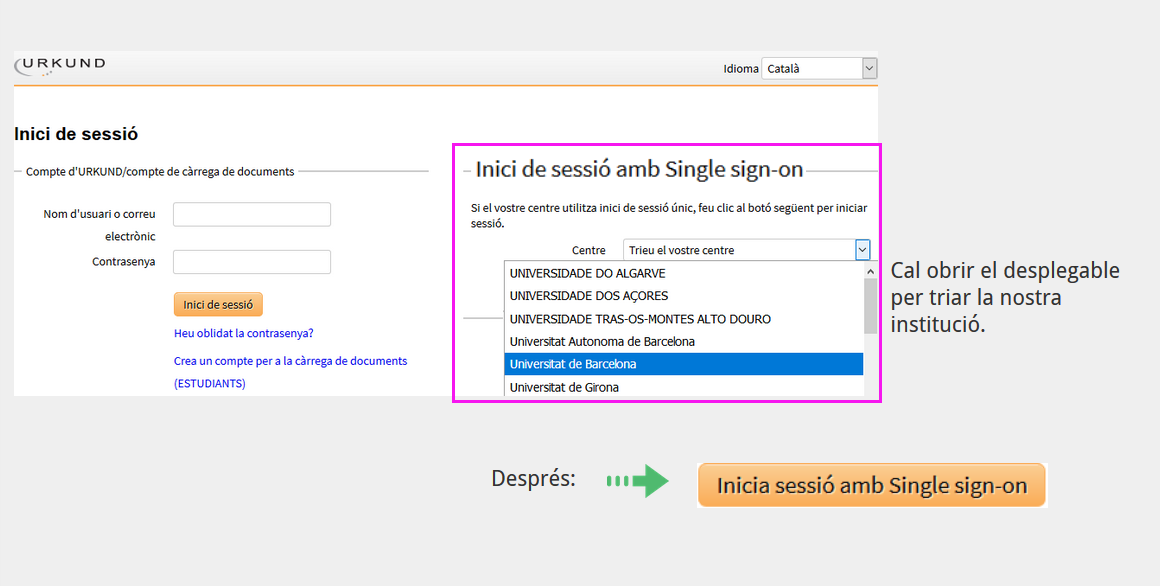 URKUND
Idioma Català
Inici de sessió
Compte d'URKUND/compte de càrrega de documents
Nom d'usuari o correu
electrònic
Contrasenya
Inici de sessió
Heu oblidat la contrasenya?
Crea un compte per a la càrrega de documents
(ESTUDIANTS)
Inici de sessió amb Single sign-on
Si el vostre centre utilitza inici de sessió únic, feu clic al botó següent per iniciar
sessió.
Centre Trieu el vostre centre
UNIVERSIDADE DO ALGARVE
UNIVERSIDADE DOS AÇORES
UNIVERSIDADE TRAS-OS-MONTES ALTO DOURO
Universitat Autonoma de Barcelona
Universitat de Barcelona
Universitat de Girona
Cal obrir el desplegable
per triar la nostra
institució.
Després:
Inicia sessió amb Single sign-on